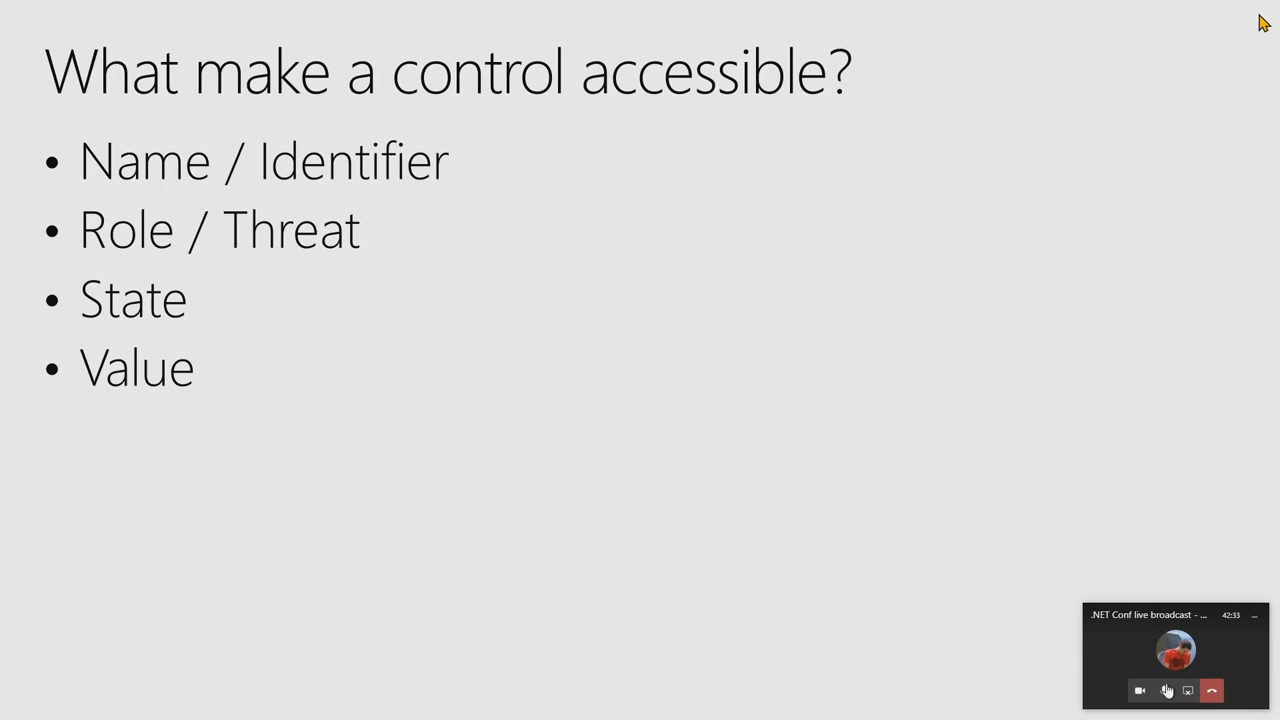 What make a control accessible?
• Name / Identifier
• Role / Threat
• State
• Value
.NET Conf live broadcast - ... 42:33